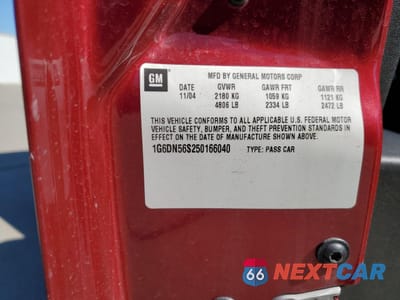 GM
MFD BY GENERAL MOTORS CORP
DATE GVWR GAWR FRT GAWR RR
11/04 2180 KG 1059 KG 1121 KG
4806 LB 2334 LB 2472 LB
THIS VEHICLE CONFORMS TO ALL APPLICABLE U.S. FEDERAL MOTOR
VEHICLE SAFETY, BUMPER, AND THEFT PREVENTION STANDARDS IN
EFFECT ON THE DATE OF MANUFACTURE SHOWN ABOVE.
1G6DN56S250166040 TYPE: PASS CAR
66 NEXTCAR